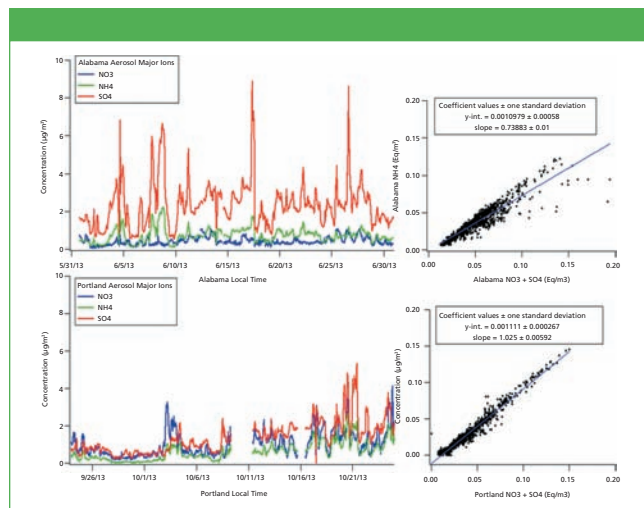 Alabama Aerosol Major Ions
NO3
NH4
SO4
10
8
6
4
2
0
Concentration (µg/m³)
5/31/13 6/5/13 6/10/13 6/15/13 6/20/13 6/25/13 6/30/13
Alabama Local Time
Coefficient values ± one standard deviation
y-int. = 0.0010979 ± 0.00058
slope = 0.73883 ± 0.01
0.20
0.15
0.10
0.05
0.00
Alabama NH4 (Eq/m³)
0.00 0.05 0.10 0.15 0.20
Alabama NO3 + SO4 (Eq/m3)
Portland Aerosol Major Ions
NO3
NH4
SO4
10
8
6
4
2
0
Concentration (µg/m³)
9/26/13 10/1/13 10/6/13 10/11/13 10/16/13 10/21/13
Portland Local Time
Coefficient values ± one standard deviation
y-int. = 0.001111 ± 0.000267
slope = 1.025 ± 0.00592
0.20
0.15
0.10
0.05
0.00
Concentration (µg/m³)
0.00 0.05 0.10 0.15 0.20
Portland NO3 + SO4 (Eq/m3)